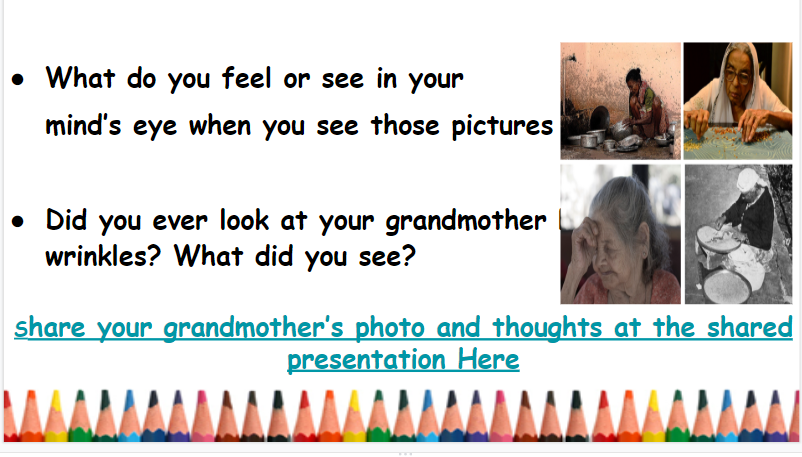 What do you feel or see in your
mind's eye when you see those pictures
Did you ever look at your grandmother
wrinkles? What did you see?
Share your grandmother's photo and thoughts at the shared
presentation Here